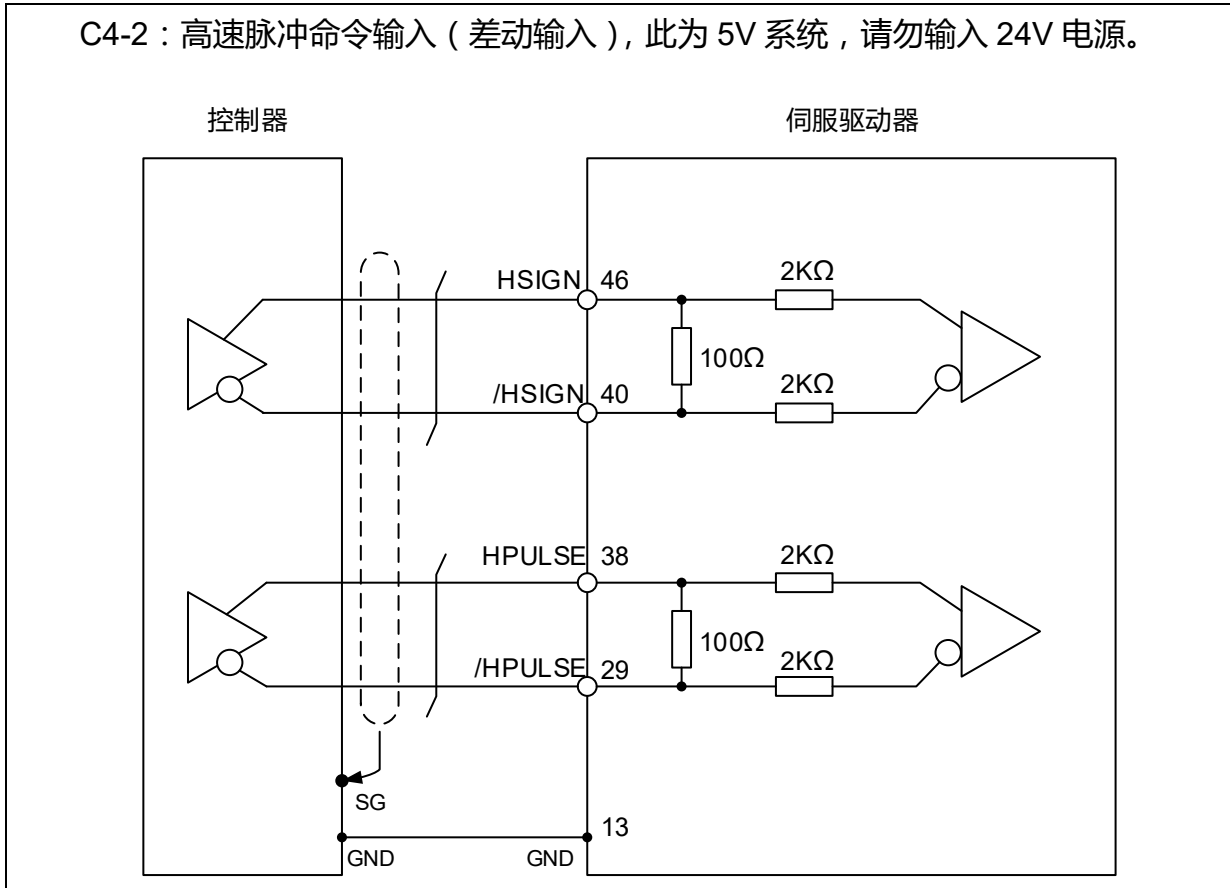 C4-2：高速脉冲命令输入（差动输入），此为 5V 系统，请勿输入 24V 电源。
控制器
伺服驱动器
HSIGN 46
2KΩ
100Ω
/HSIGN 40
2KΩ
HPULSE 38
2KΩ
100Ω
/HPULSE 29
2KΩ
SG
13
GND
GND